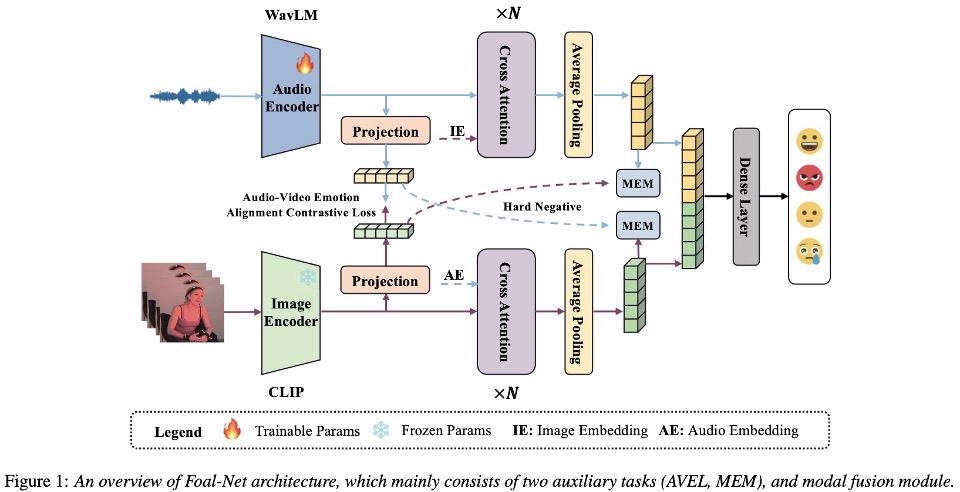 WavLM
×N
Audio
Encoder
Projection
IE
Cross Attention
Average Pooling
MEM
Audio-Video Emotion
Alignment Contrastive Loss
Hard Negative
MEM
Dense Layer
Image
Encoder
Projection
AE
Cross Attention
Average Pooling
CLIP
×N
Legend Trainable Params Frozen Params IE: Image Embedding AE: Audio Embedding
Figure 1: An overview of Foal-Net architecture, which mainly consists of two auxiliary tasks (AVEL, MEM), and modal fusion module.